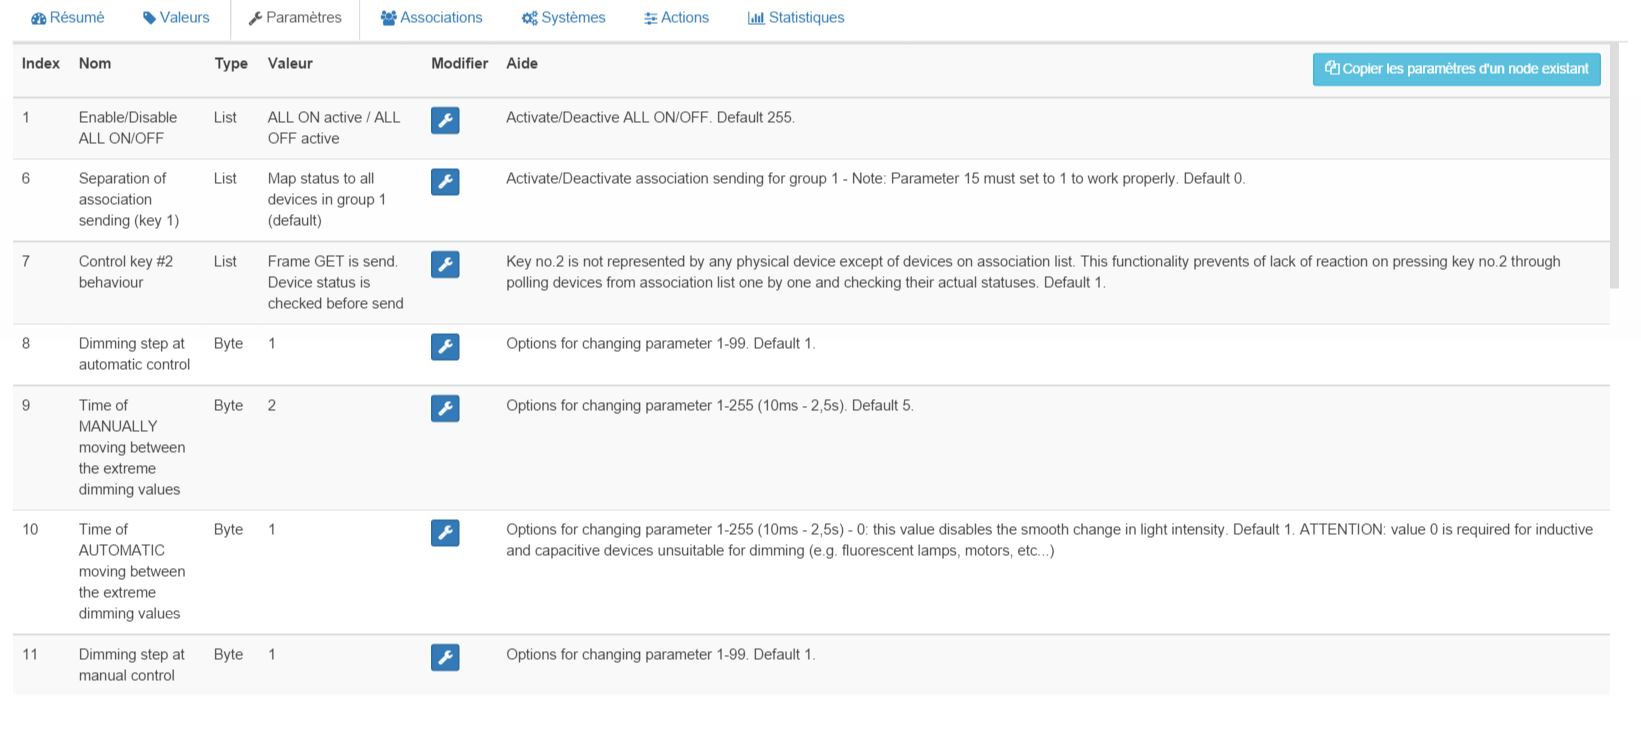 Résumé Valeurs Paramètres Associations Systèmes Actions Statistiques
Index Nom Type Valeur Modifier Aide Copier les paramètres d'un node existant
1 Enable/Disable List ALL ON active / ALL Activate/Deactive ALL ON/OFF. Default 255.
ALL ON/OFF OFF active
6 Separation of List Map status to all Activate/Deactivate association sending for group 1 - Note: Parameter 15 must set to 1 to work properly. Default 0.
association devices in group 1
sending (key 1) (default)
7 Control key #2 List Frame GET is send. Key no.2 is not represented by any physical device except of devices on association list. This functionality prevents of lack of reaction on pressing key no.2 through
behaviour Device status is polling devices from association list one by one and checking their actual statuses. Default 1.
checked before send
8 Dimming step at Byte 1 Options for changing parameter 1-99. Default 1.
automatic control
9 Time of Byte 2 Options for changing parameter 1-255 (10ms - 2,5s). Default 5.
MANUALLY
moving between
the extreme
dimming values
10 Time of Byte 1 Options for changing parameter 1-255 (10ms - 2,5s) - 0: this value disables the smooth change in light intensity. Default 1. ATTENTION: value 0 is required for inductive
AUTOMATIC and capacitive devices unsuitable for dimming (e.g. fluorescent lamps, motors, etc...)
moving between
the extreme
dimming values
11 Dimming step at Byte 1 Options for changing parameter 1-99. Default 1.
manual control